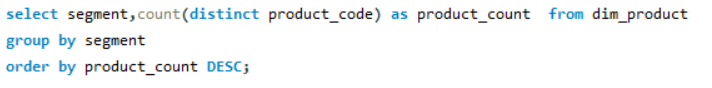 select segment,count(distinct product_code) as product_count  from dim_product
group by segment
order by product_count DESC;